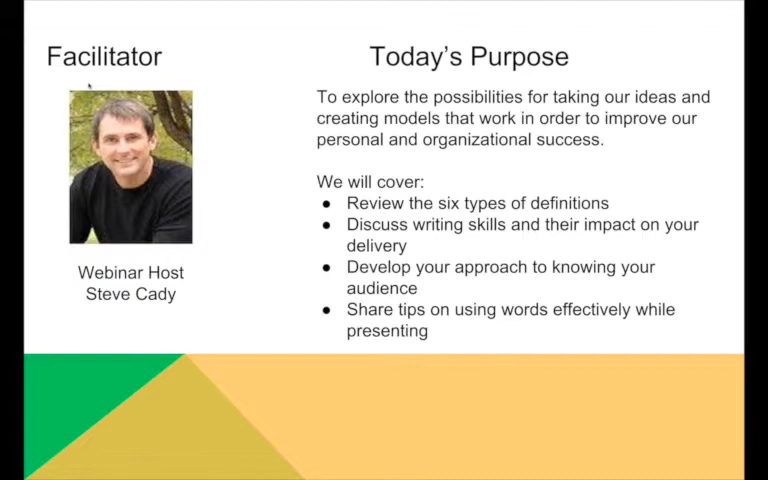 Facilitator
Webinar Host
Steve Cady
Today's Purpose
To explore the possibilities for taking our ideas and
creating models that work in order to improve our
personal and organizational success.
We will cover:
● Review the six types of definitions
● Discuss writing skills and their impact on your
delivery
● Develop your approach to knowing your
audience
● Share tips on using words effectively while
presenting